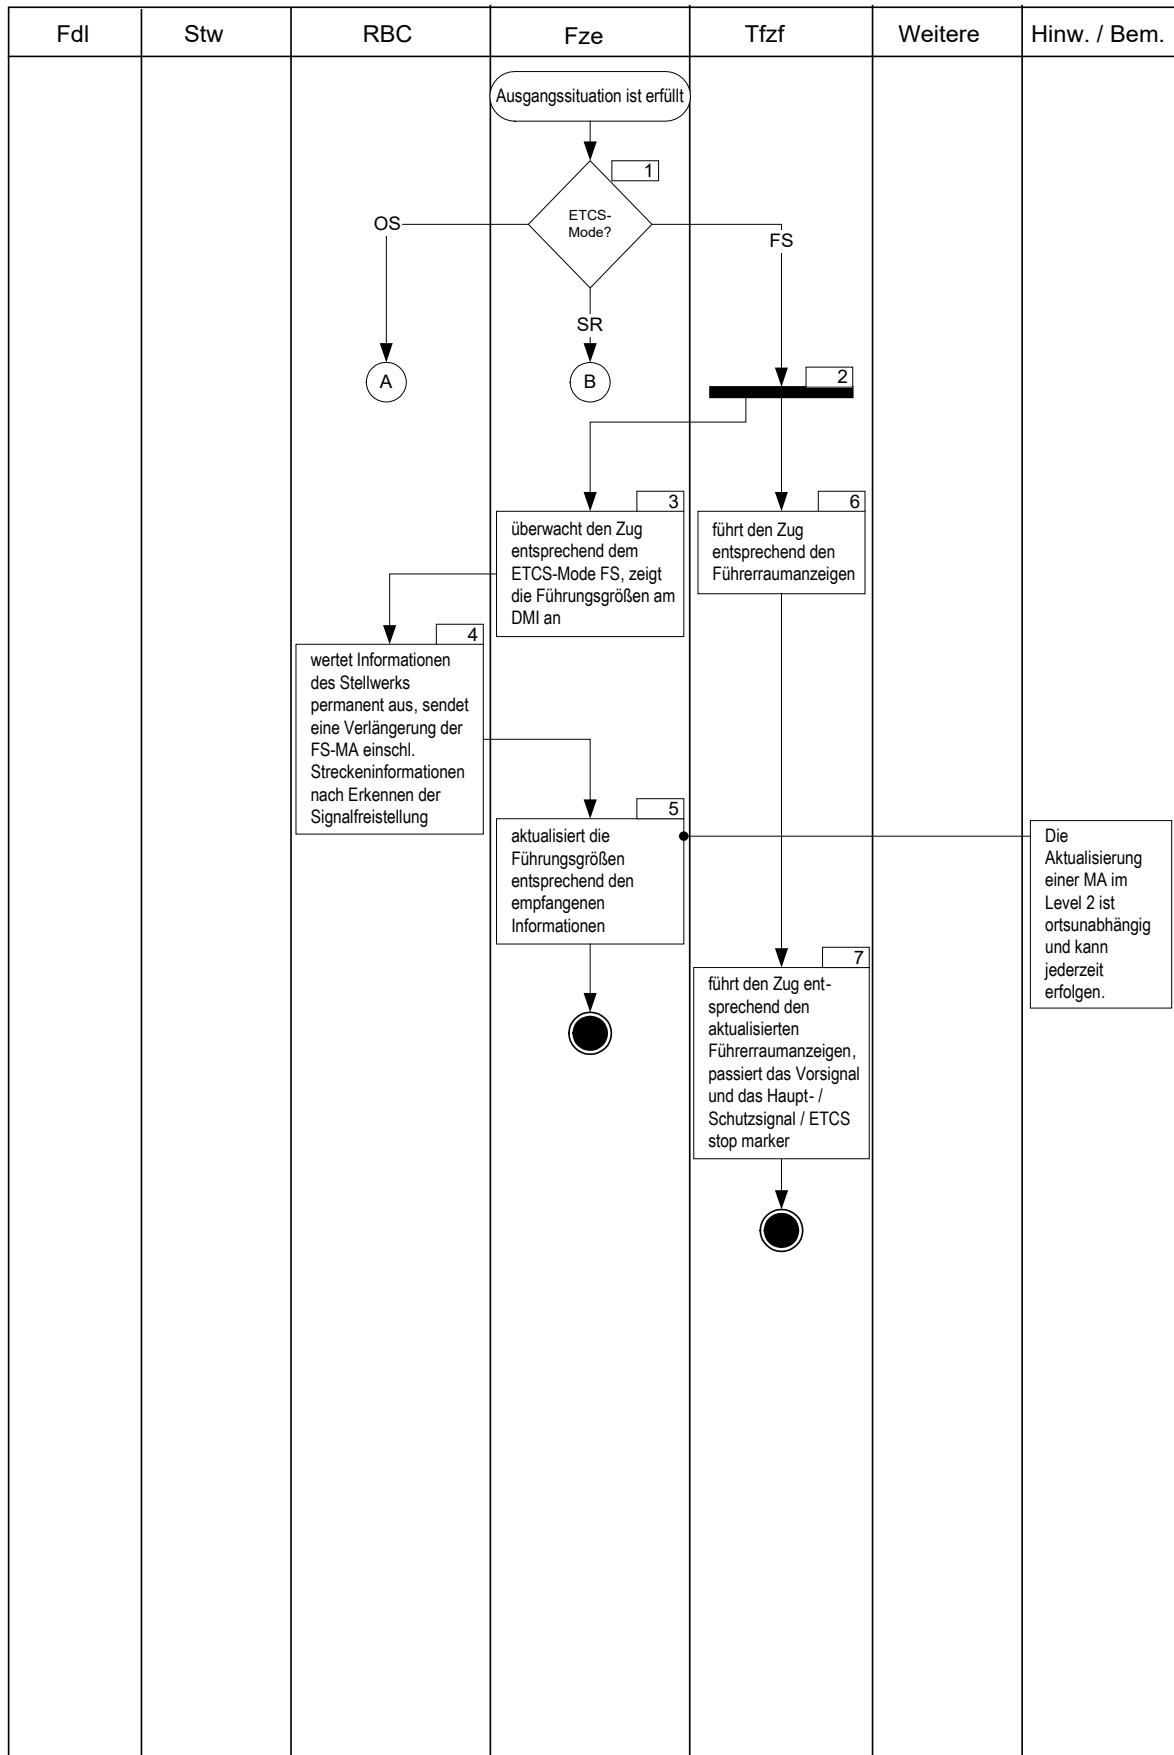 Fdl
Stw
RBC
Fze
Tfzf
Weitere
Hinw. / Bem.
Ausgangssituation ist erfüllt
1
ETCS-
Mode?
OS
FS
SR
A
B
2
3
überwacht den Zug
entsprechend dem
ETCS-Mode FS, zeigt
die Führungsgrößen am
DMI an
6
führt den Zug
entsprechend den
Führerraumanzeigen
4
wertet Informationen
des Stellwerks
permanent aus, sendet
eine Verlängerung der
FS-MA einschl.
Streckeninformationen
nach Erkennen der
Signalfreistellung
5
aktualisiert die
Führungsgrößen
entsprechend den
empfangenen
Informationen
Die
Aktualisierung
einer MA im
Level 2 ist
ortsunabhängig
und kann
jederzeit
erfolgen.
7
führt den Zug ent-
sprechend den
aktualisierten
Führerraumanzeigen,
passiert das Vorsignal
und das Haupt- /
Schutzsignal / ETCS
stop marker